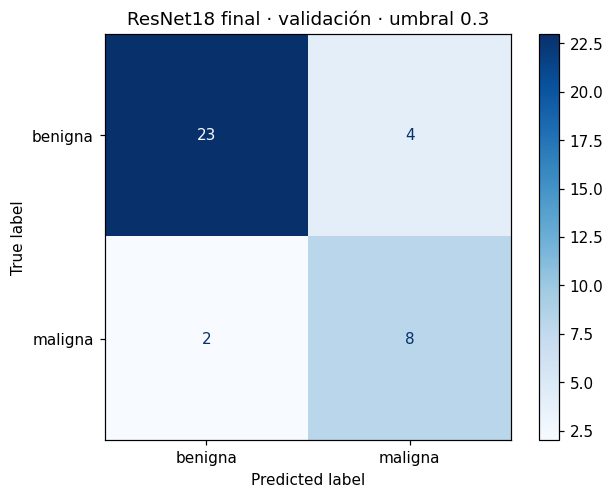 ResNet18 final · validación · umbral 0.3
True label
benigna
maligna
23
4
2
8
benigna
maligna
Predicted label
22.5
20.0
17.5
15.0
12.5
10.0
7.5
5.0
2.5